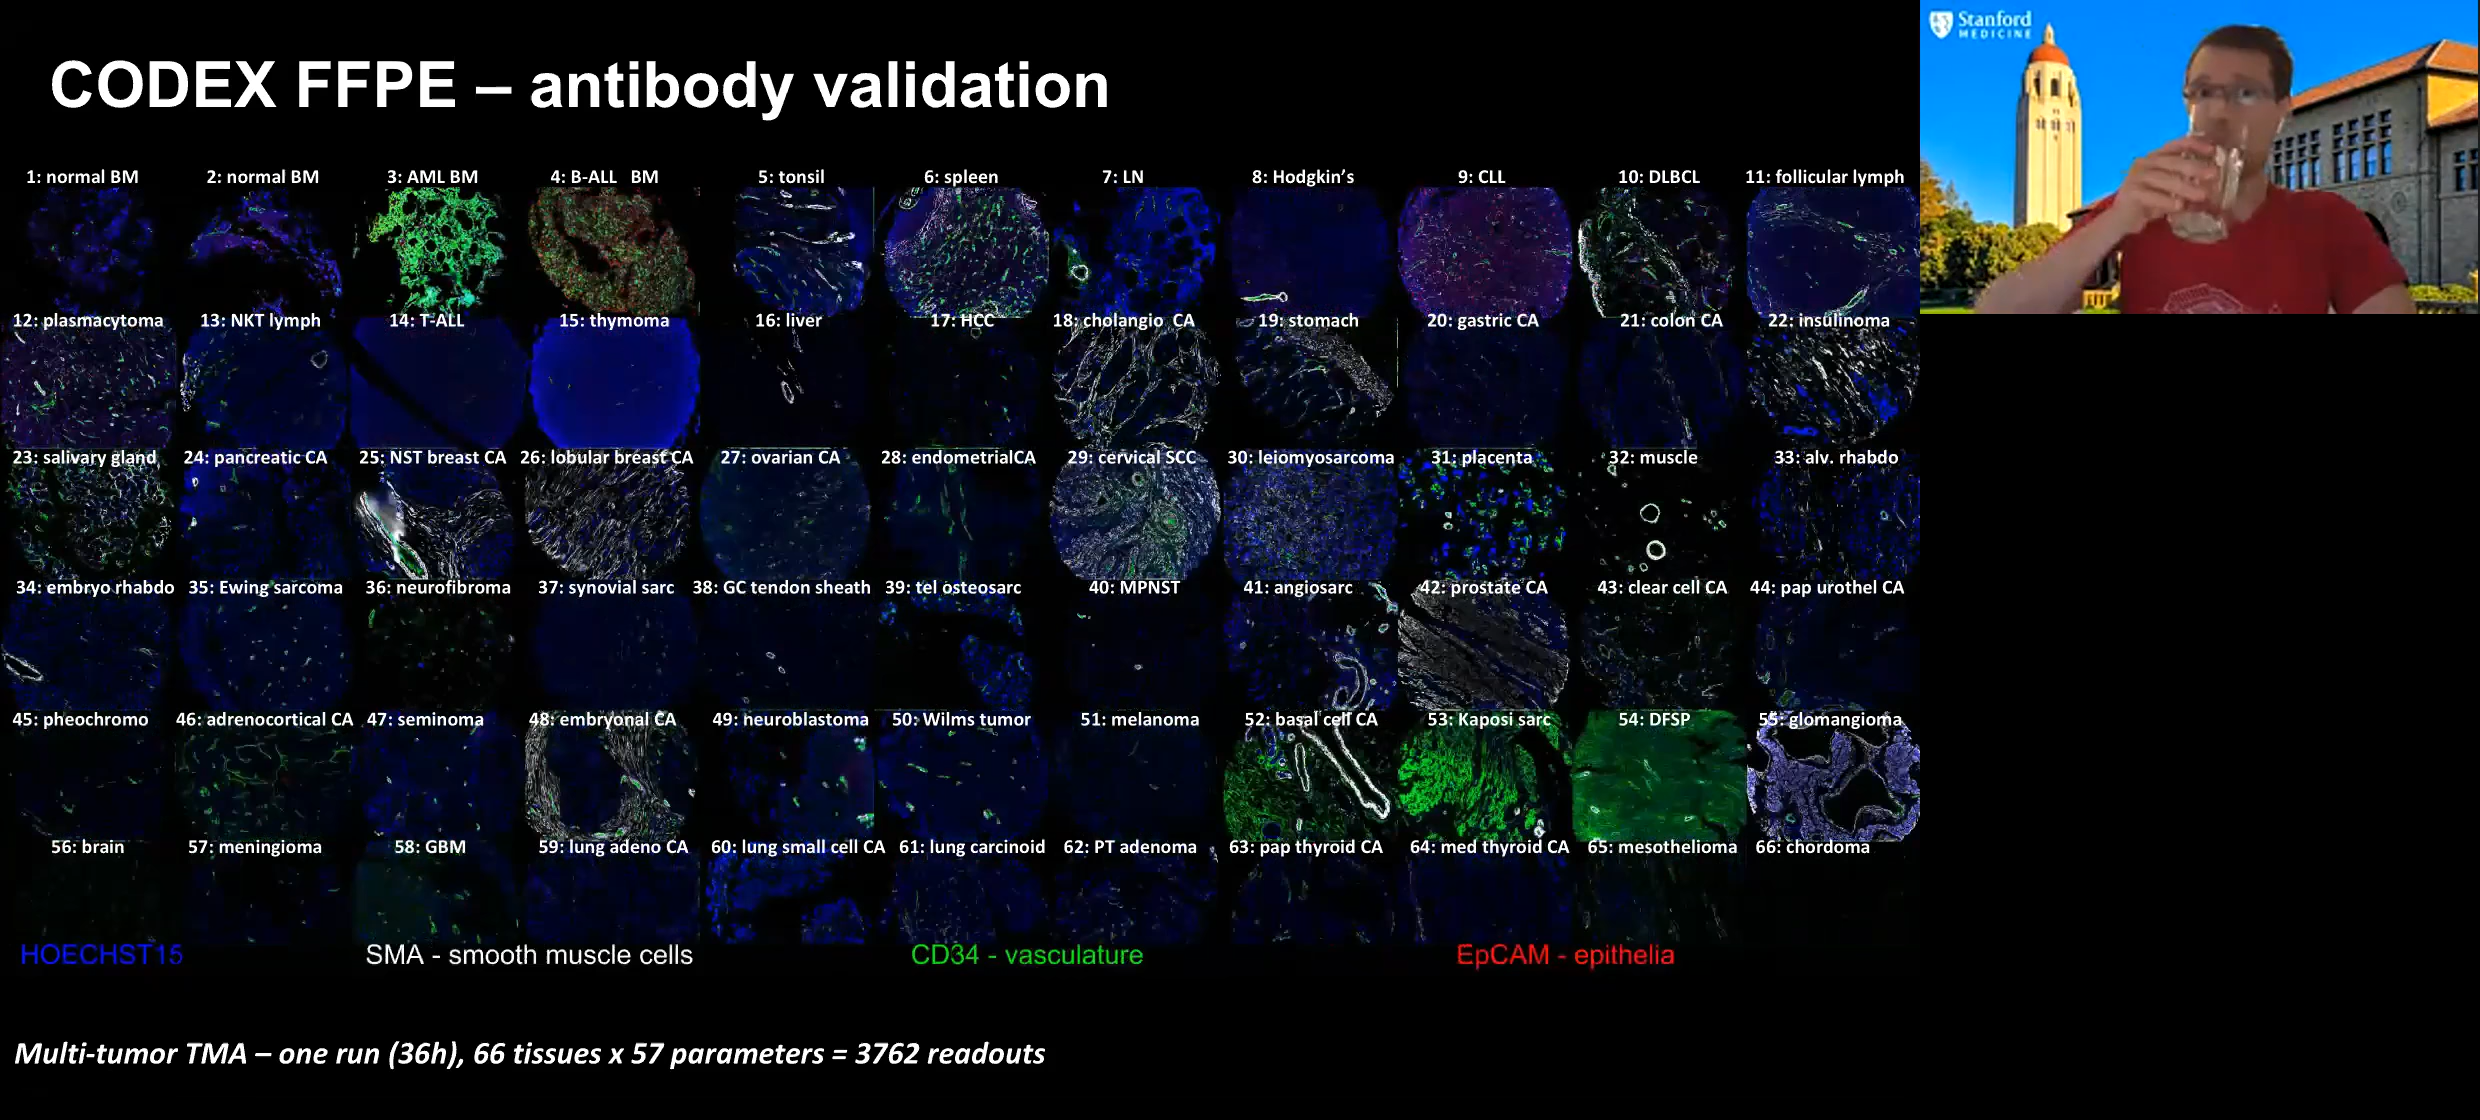 CODEX FFPE – antibody validation
Stanford
MEDICINE
1: normal BM 2: normal BM 3: AML BM 4: B-ALL BM 5: tonsil 6: spleen 7: LN 8: Hodgkin's 9: CLL 10: DLBCL 11: follicular lymph
12: plasmacytoma 13: NKT lymph 14: T-ALL 15: thymoma 16: liver 17: HCC 18: cholangio CA 19: stomach 20: gastric CA 21: colon CA 22: insulinoma
23: salivary gland 24: pancreatic CA 25: NST breast CA 26: lobular breast CA 27: ovarian CA 28: endometrialCA 29: cervical SCC 30: leiomyosarcoma 31: placenta 32: muscle 33: alv. rhabdo
34: embryo rhabdo 35: Ewing sarcoma 36: neurofibroma 37: synovial sarc 38: GC tendon sheath 39: tel osteosarc 40: MPNST 41: angiosarc 42: prostate CA 43: clear cell CA 44: pap urothel CA
45: pheochromo 46: adrenocortical CA 47: seminoma 48: embryonal CA 49: neuroblastoma 50: Wilms tumor 51: melanoma 52: basal cell CA 53: Kaposi sarc 54: DFSP 55: glomangioma
56: brain 57: meningioma 58: GBM 59: lung adeno CA 60: lung small cell CA 61: lung carcinoid 62: PT adenoma 63: pap thyroid CA 64: med thyroid CA 65: mesothelioma 66: chordoma
HOECHST15 SMA - smooth muscle cells CD34 - vasculature EpCAM - epithelia
Multi-tumor TMA – one run (36h), 66 tissues x 57 parameters = 3762 readouts